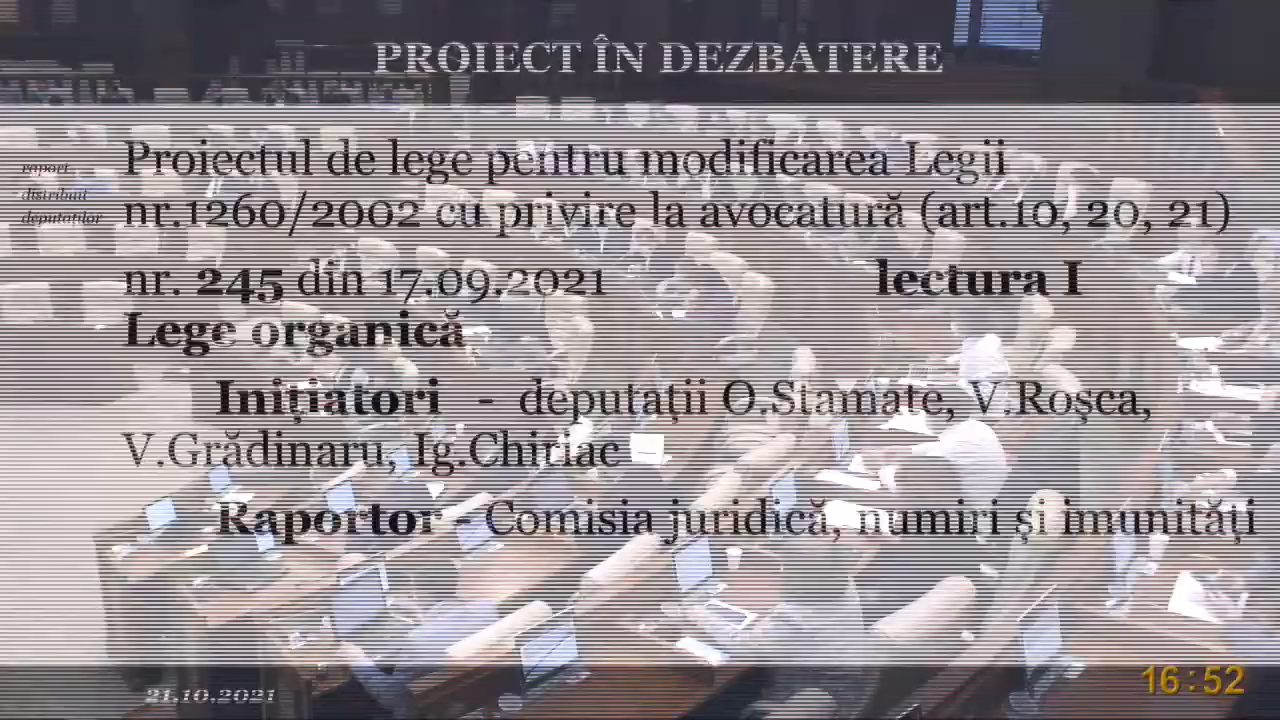 PROIECT ÎN DEZBATERE
raport
distribuit
deputaților
Proiectul de lege pentru modificarea Legii
nr.1260/2002 cu privire la avocatură (art.10, 20, 21)
nr. 245 din 17.09.2021 lectura I
Lege organică
Inițiatori - deputații O.Stamate, V.Roșca,
V.Grădinaru, Ig.Chiriac
Raportor - Comisia juridică, numiri și imunități
21.10.2021
16:52